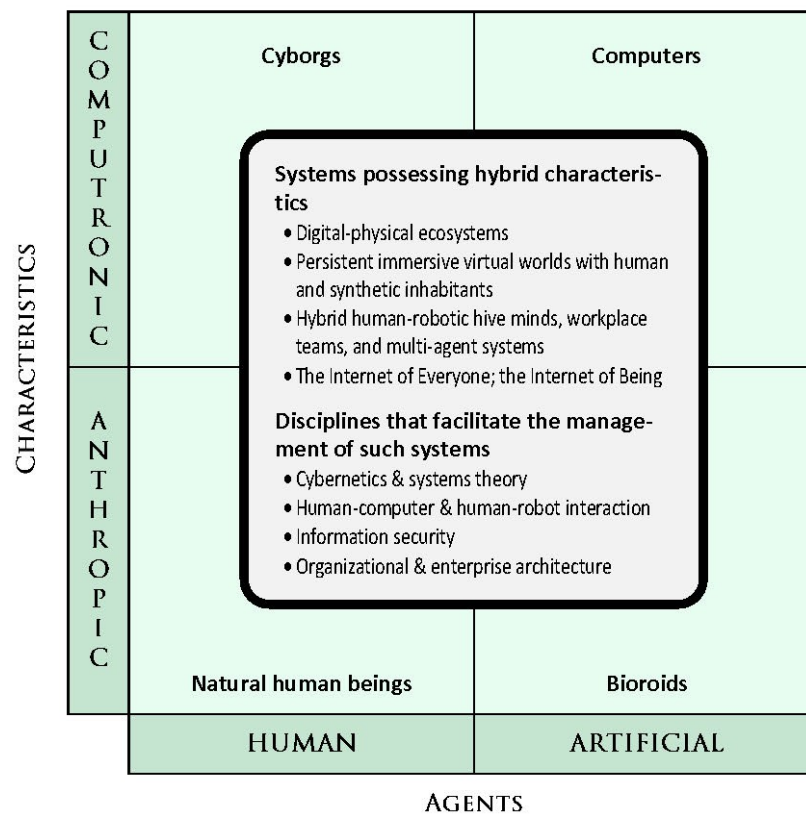 Cyborgs
Computers
COMPUTRONIC
Systems possessing hybrid characteris-
tics
• Digital-physical ecosystems
• Persistent immersive virtual worlds with human
and synthetic inhabitants
• Hybrid human-robotic hive minds, workplace
teams, and multi-agent systems
• The Internet of Everyone; the Internet of Being
Disciplines that facilitate the manage-
ment of such systems
• Cybernetics & systems theory
• Human-computer & human-robot interaction
• Information security
• Organizational & enterprise architecture
CHARACTERISTICS
ANTHROPIC
Natural human beings
Bioroids
HUMAN
ARTIFICIAL
AGENTS